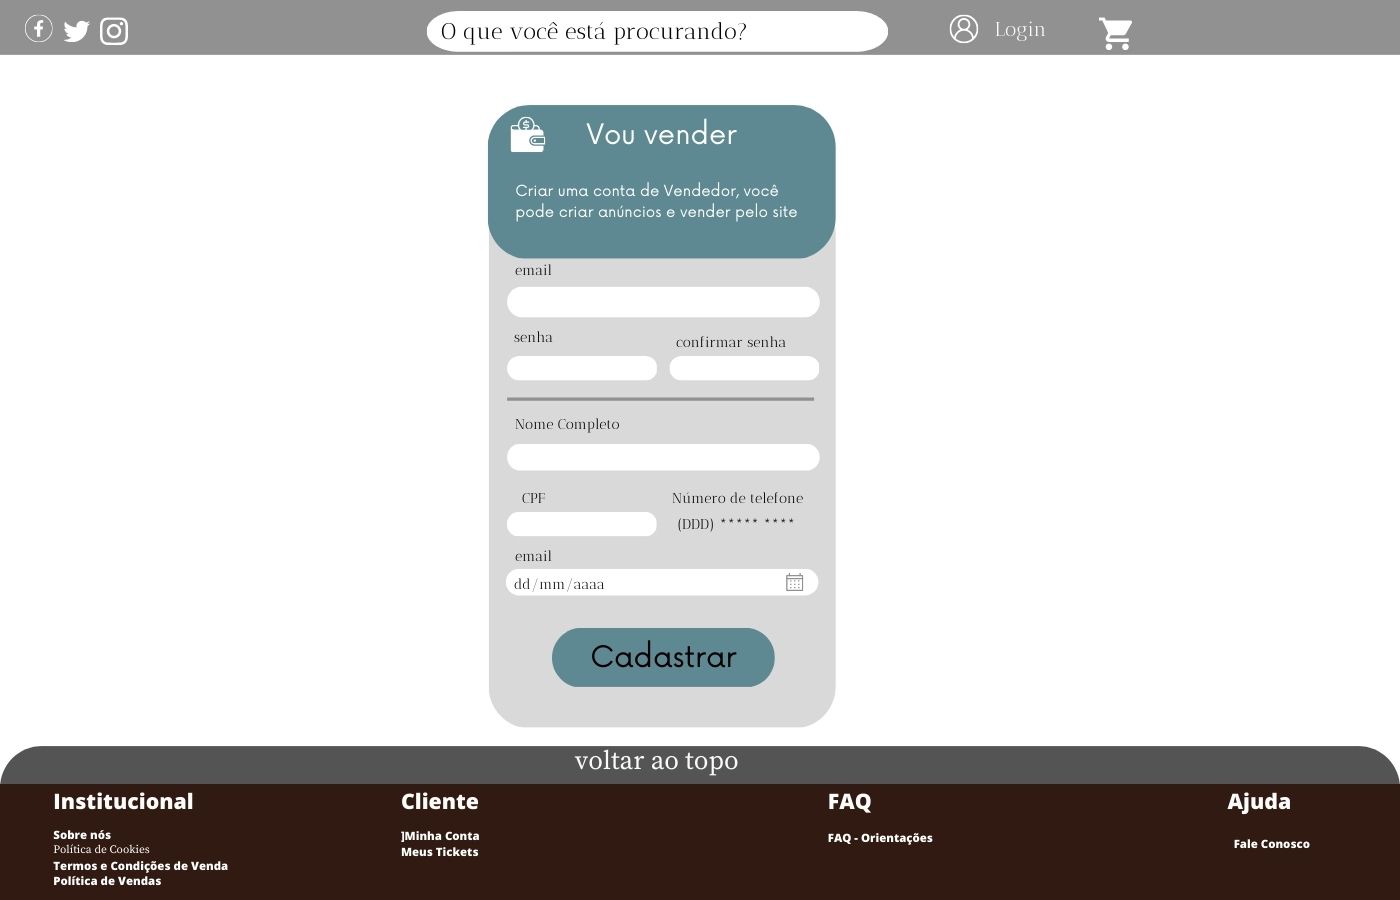 O que você está procurando?
Login
Vou vender
Criar uma conta de Vendedor, você
pode criar anúncios e vender pelo site
email
senha
confirmar senha
Nome Completo
CPF
Número de telefone
(DDD) ***** ****
email
dd/mm/aaaa
Cadastrar
voltar ao topo
Institucional
Sobre nós
Política de Cookies
Termos e Condições de Venda
Política de Vendas
Cliente
]Minha Conta
Meus Tickets
FAQ
FAQ - Orientações
Ajuda
Fale Conosco